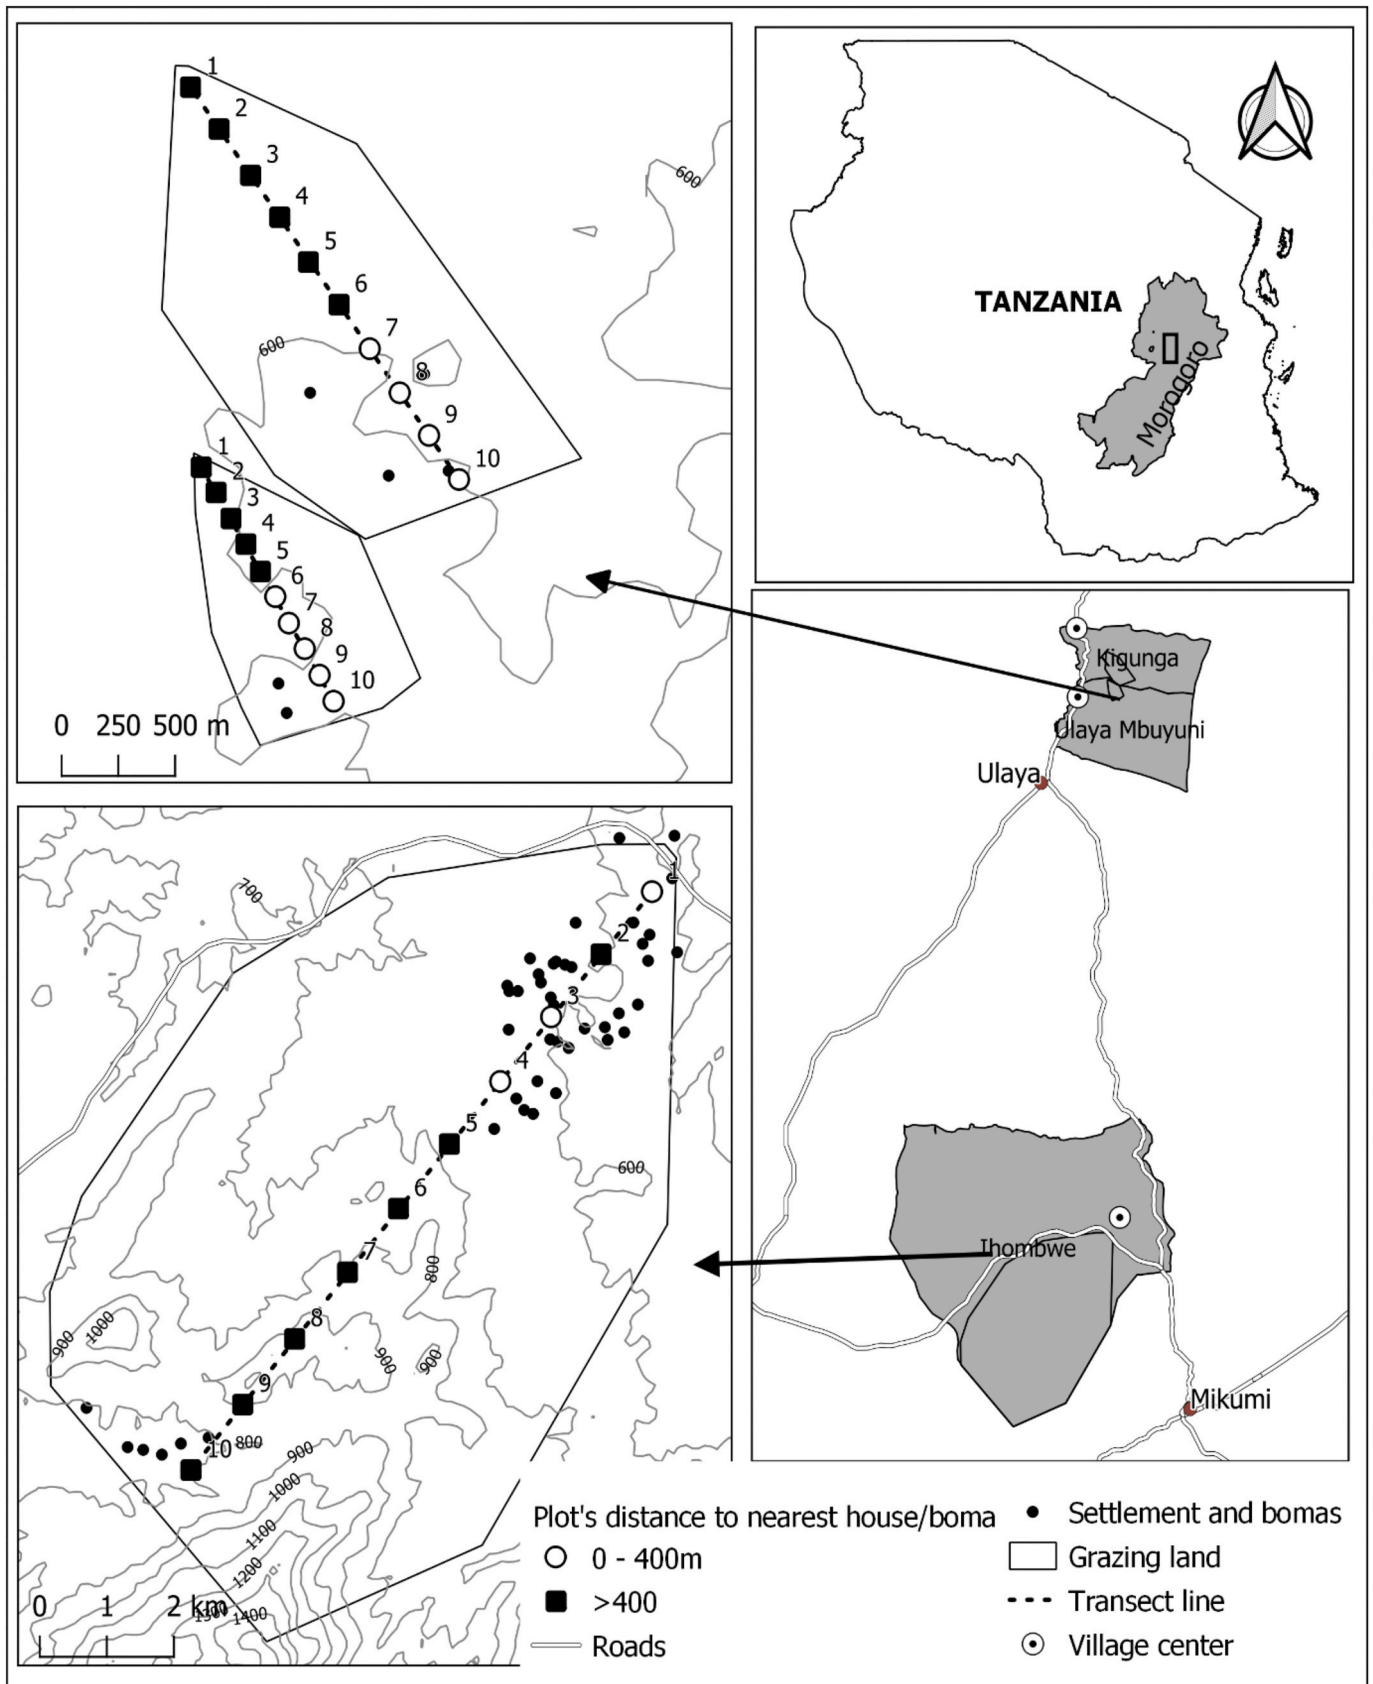 1
2
3
4
5
6
7
8
9
10
600
600
1
2
3
4
5
6
7
8
9
10
0 250 500 m
TANZANIA
Morogoro
Kigunga
Ulaya Mbuyuni
Ulaya
Ihombwe
Mikumi
700
1
2
3
4
5
6
7
8
9
10
600
800
900
1000
900
900
800
900
1000
1100
1200
1300
1400
0 1 2 km
Plot's distance to nearest house/boma
0 - 400m
>400
Roads
Settlement and bomas
Grazing land
Transect line
Village center